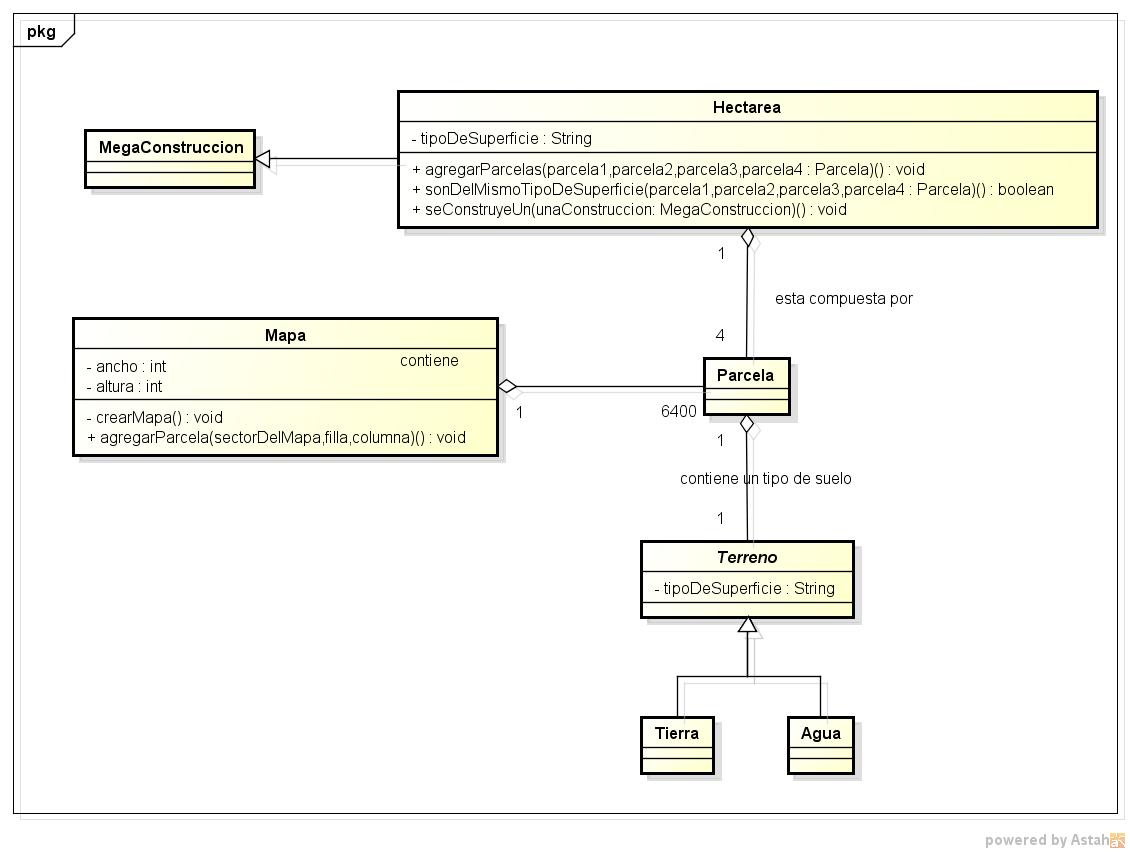 pkg
Hectarea
- tipoDeSuperficie : String
+ agregarParcelas(parcela1,parcela2,parcela3,parcela4 : Parcela)() : void
+ sonDelMismoTipoDeSuperficie(parcela1,parcela2,parcela3,parcela4 : Parcela)() : boolean
+ seConstruyeUn(unaConstruccion: MegaConstruccion)() : void
MegaConstruccion
1
esta compuesta por
4
Mapa
- ancho : int
- altura : int
contiene
- crearMapa() : void
+ agregarParcela(sectorDelMapa,filla,columna)() : void
1
6400
Parcela
1
contiene un tipo de suelo
1
Terreno
- tipoDeSuperficie : String
Tierra
Agua
powered by Astah